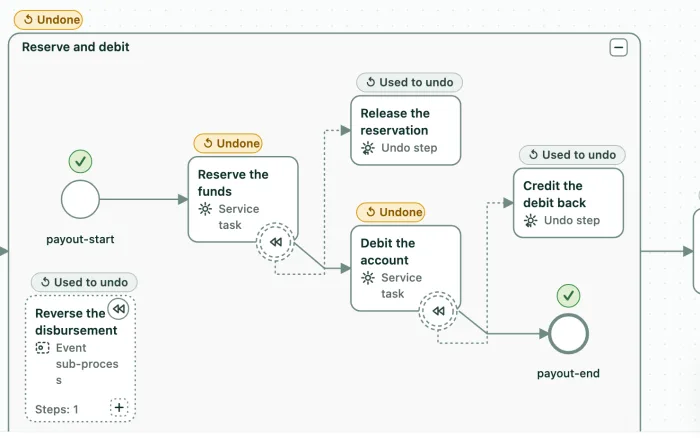 Undone
Reserve and debit
Used to undo
Release the
reservation
Undo step
Undone
Reserve the
funds
Service
task
payout-start
Used to undo
Credit the
debit back
Undo step
Undone
Debit the
account
Service
task
Used to undo
Reverse the
disbursement
Event
sub-proces
s
Steps: 1
payout-end